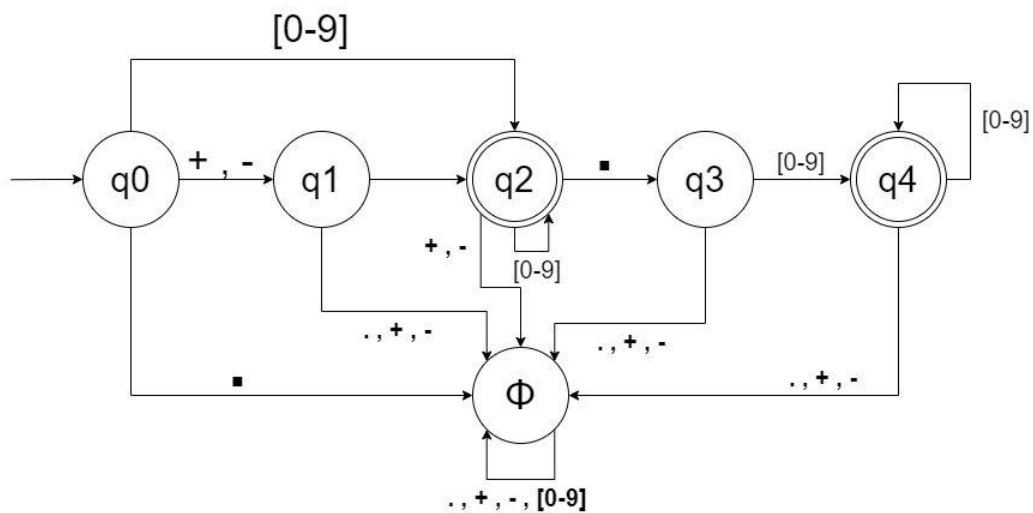 [0-9]
[0-9]
q0
+ , -
q1
q2
.
q3
[0-9]
q4
+ , -
[0-9]
. , + , -
. , + , -
.
Φ
. , + , -
. , + , - , [0-9]